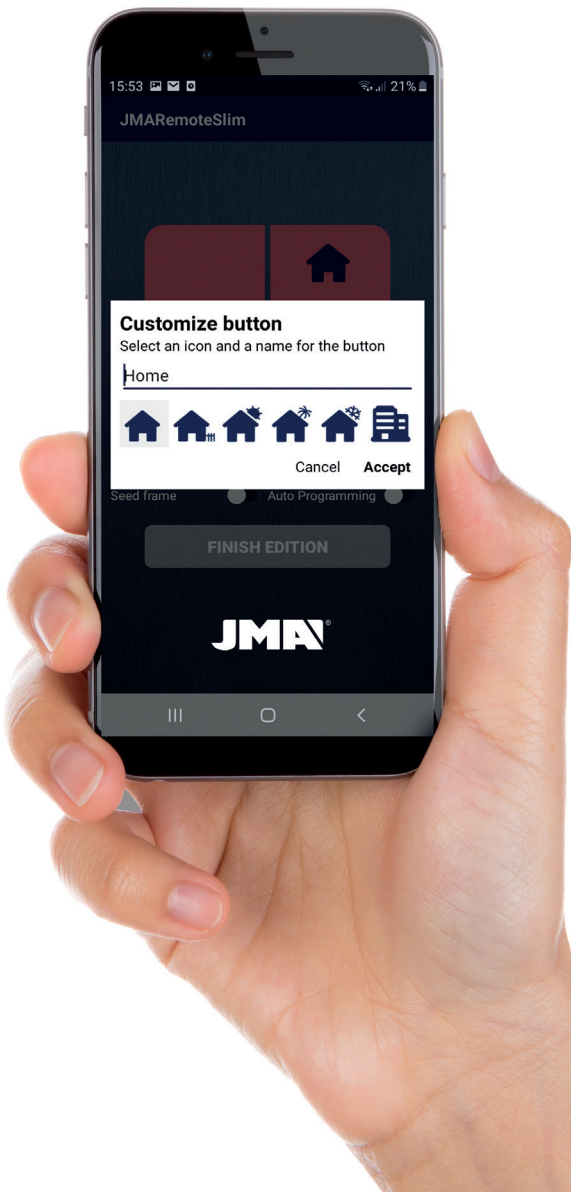 15:53 21%
JMARemoteSlim
Customize button
Select an icon and a name for the button
Home
Cancel Accept
Seed frame Auto Programming
FINISH EDITION
JMA®